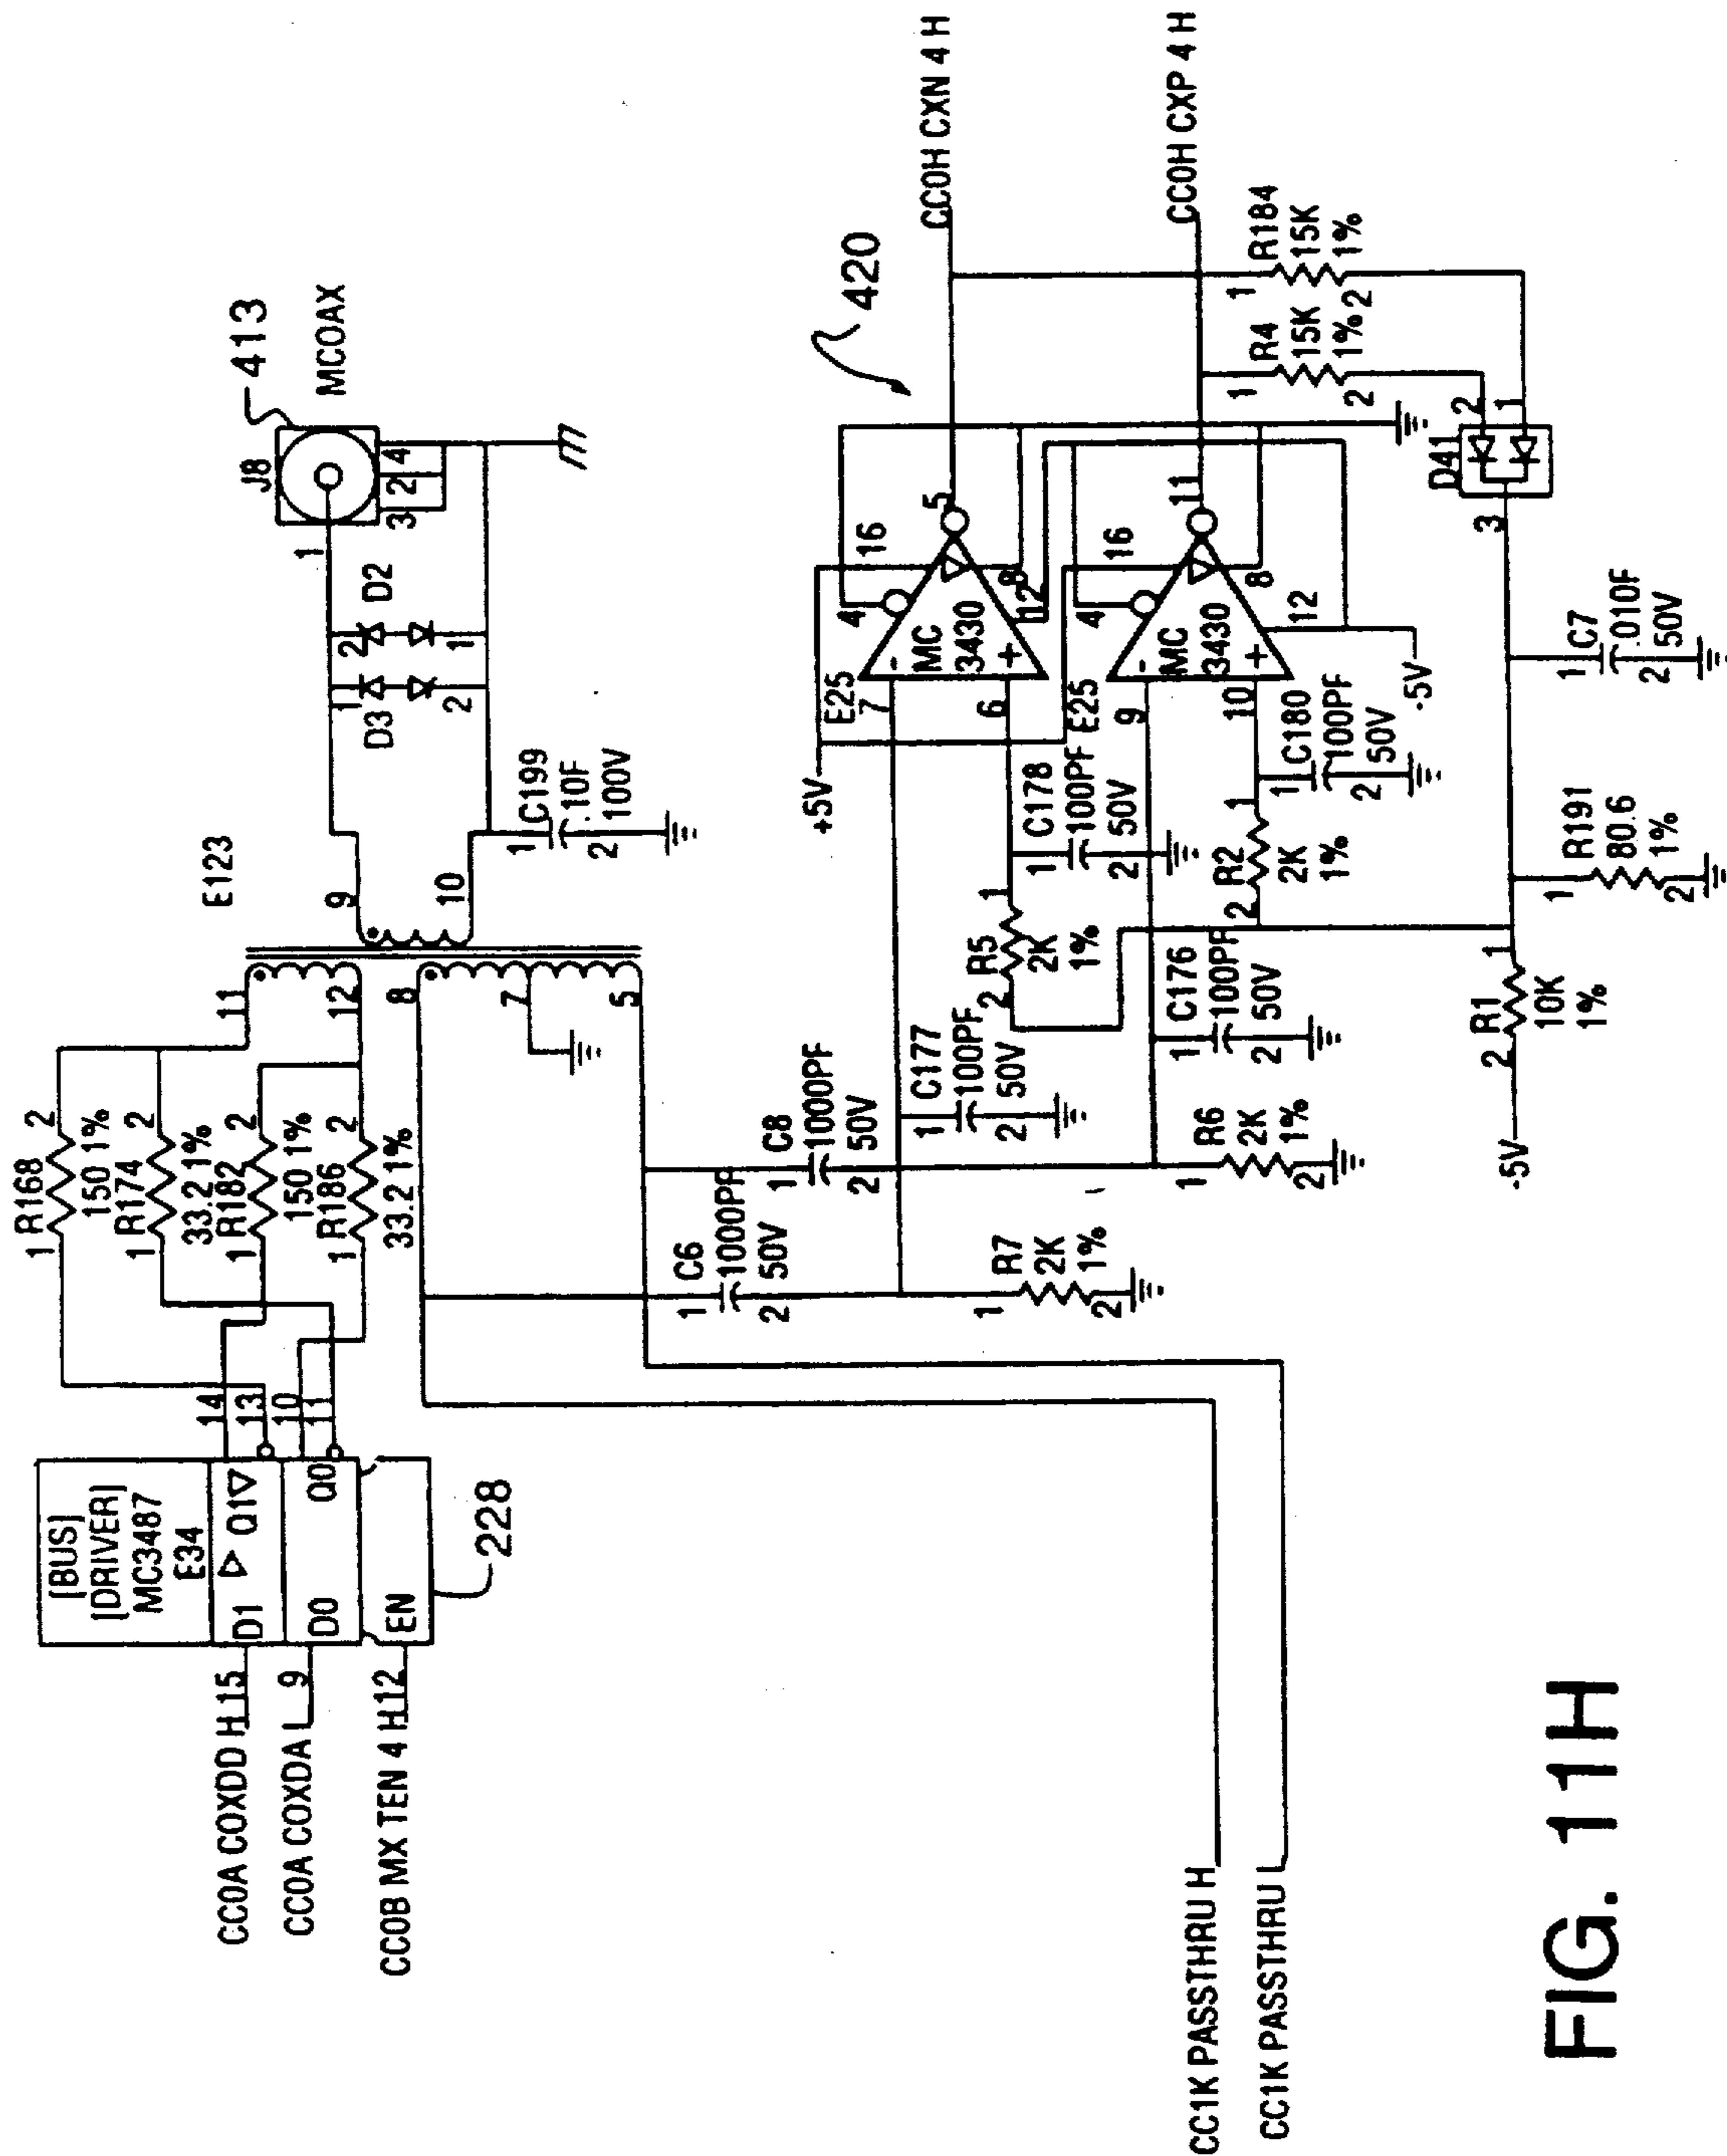 [BUS]
[DRIVER]
MC3487
E34
D1 Q1
D0 Q0
EN
CC0A COXDD H 15
CC0A COXDA L 9
CC0B MX TEN 4 H 12
14
13
10
11
228
1 R168 2
150 1%
1 R174 2
33.2 1%
1 R182 2
150 1%
1 R186 2
33.2 1%
11
12
8
7
5
E123
9
10
1 C199
.10F
2 100V
D3
1
2
D2
2
1
J8
1
3 2 4
413
MCOAX
1 C6
1000PF
2 50V
1 C8
1000PF
2 50V
1 R7
2K
2 1%
1 R6
2K
2 1%
1 C177
100PF
2 50V
1 C176
100PF
2 50V
2 R5 1
2K
1%
1 C178
100PF
2 50V
2 R2 1
2K
1%
1 C180
100PF
2 50V
+5V
E25
7
6
-
MC
3430
+
4
16
5
8
12
E25
9
10
-
MC
3430
+
4
16
11
8
12
-5V
420
CC0H CXN 4 H
CC0H CXP 4 H
1 R4
15K
2 1%
1 R184
15K
2 1%
D41
3
2
1
-5V
2 R1 1
10K
1%
1 R191
80.6
2 1%
1 C7
.010F
2 50V
CC1K PASSTHRU H
CC1K PASSTHRU L
FIG. 11H